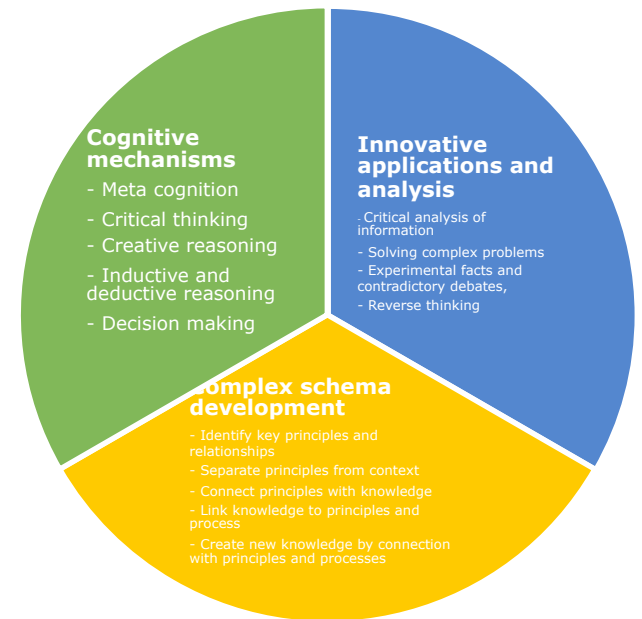 Cognitive
mechanisms
- Meta cognition
- Critical thinking
- Creative reasoning
- Inductive and
deductive reasoning
- Decision making
Innovative
applications and
analysis
- Critical analysis of
information
- Solving complex problems
- Experimental facts and
contradictory debates,
- Reverse thinking
Complex schema
development
- Identify key principles and
relationships
- Separate principles from context
- Connect principles with knowledge
- Link knowledge to principles and
process
- Create new knowledge by connection
with principles and processes